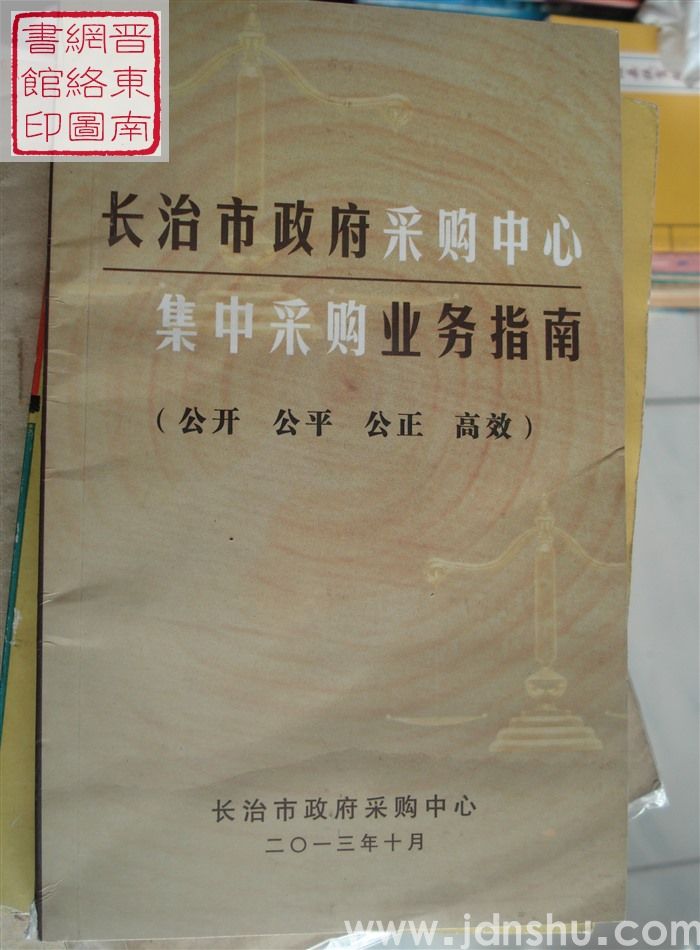 晋東南
網絡圖
書館印
长治市政府采购中心
集中采购业务指南
（公开 公平 公正 高效）
长治市政府采购中心
二〇一三年十月
www.jdnshu.com